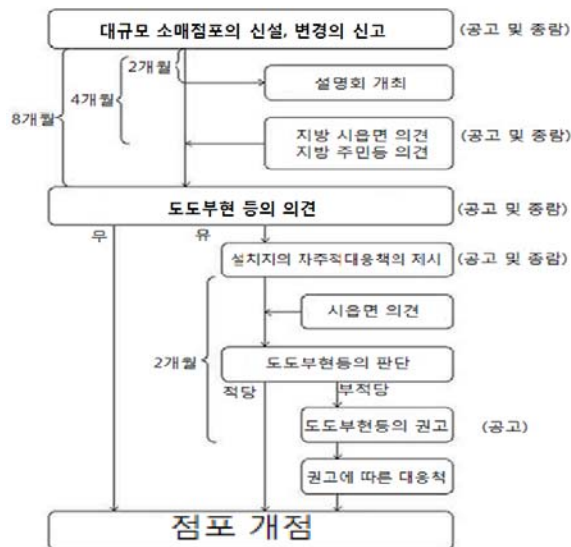 대규모 소매점포의 신설, 변경의 신고 (공고 및 종람)
2개월
설명회 개최
4개월
8개월
지방 시읍면 의견 (공고 및 종람)
지방 주민등 의견
도도부현 등의 의견 (공고 및 종람)
무 유
설치지의 자주적대응책의 제시 (공고 및 종람)
시읍면 의견
2개월
도도부현등의 판단
적당 부적당
도도부현등의 권고 (공고)
권고에 따른 대응책
점포 개점